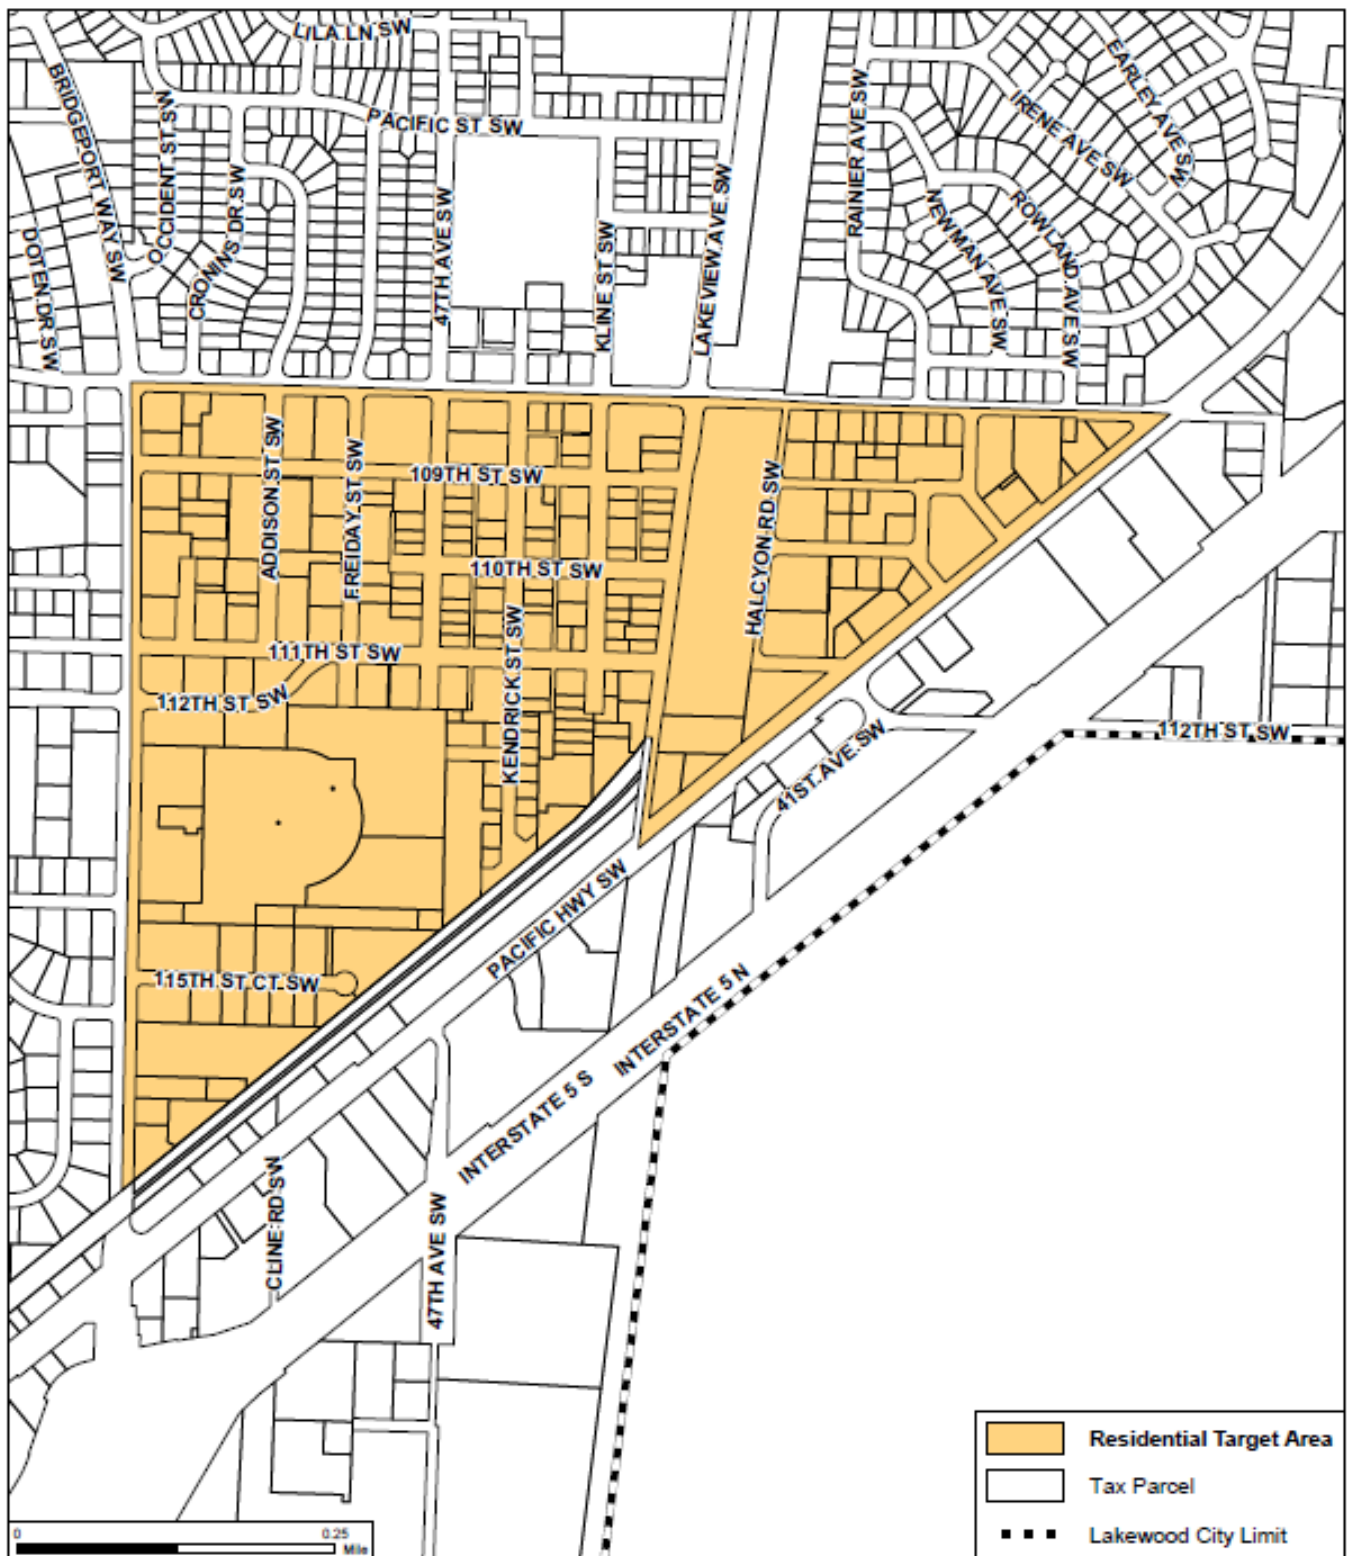 LILA LN SW
EARLEY AVE SW
BRIDGEPORT WAY SW
OCCIDENT ST SW
PACIFIC ST SW
RAINIER AVE SW
IRENE AVE SW
CRONINS DR SW
47TH AVE SW
LAKEVIEW AVE SW
NEWMAN AVE SW
ROWLAND AVE SW
DOTEN DR SW
KLINE ST SW
ADDISON ST SW
FREIDAY ST SW
109TH ST SW
HALCYON RD SW
110TH ST SW
111TH ST SW
KENDRICK ST SW
112TH ST SW
112TH ST SW
41ST AVE SW
PACIFIC HWY SW
115TH ST CT SW
INTERSTATE 5 N
INTERSTATE 5 S
CLINE RD SW
47TH AVE SW
Residential Target Area
Tax Parcel
Lakewood City Limit
0 0.25
Mile